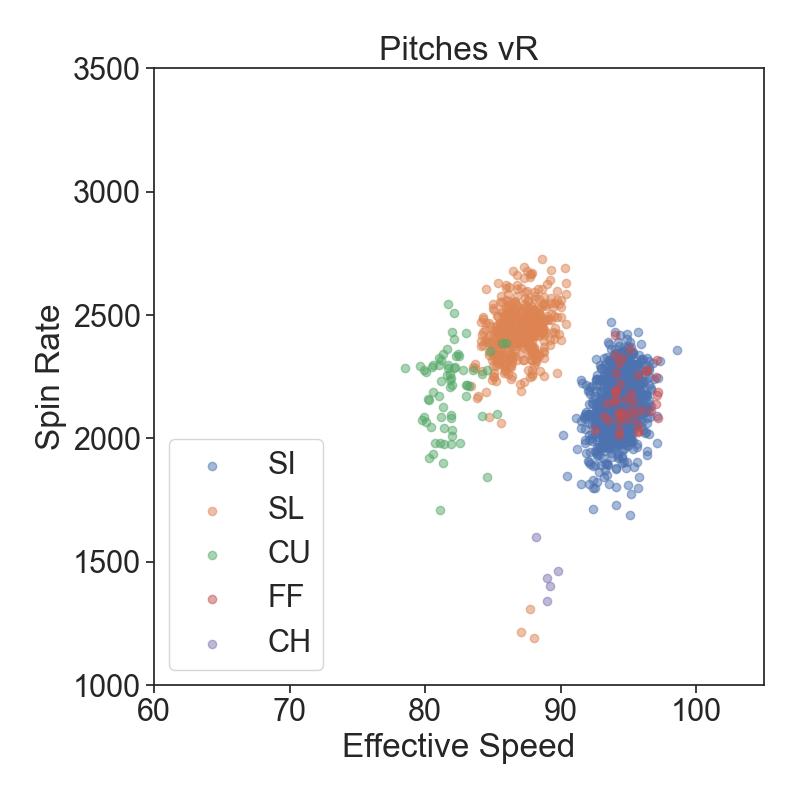 Pitches vR
3500
3000
2500
2000
1500
1000
Spin Rate
SI
SL
CU
FF
CH
60 70 80 90 100
Effective Speed